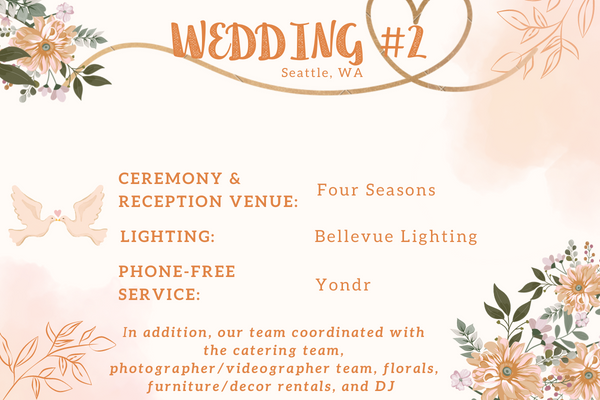 WEDDING #2
Seattle, WA
CEREMONY &
RECEPTION VENUE:
Four Seasons
LIGHTING:
Bellevue Lighting
PHONE-FREE
SERVICE:
Yondr
In addition, our team coordinated with
the catering team,
photographer/videographer team, florals,
furniture/decor rentals, and DJ